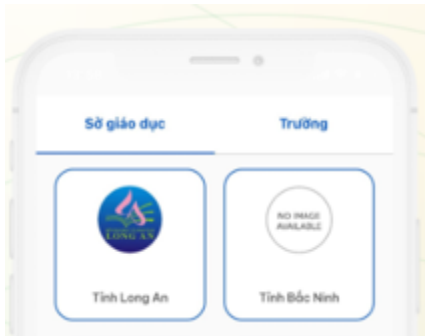 Sở giáo dục
Trường
LONG AN
NO IMAGE
AVAILABLE
Tỉnh Long An
Tỉnh Bắc Ninh